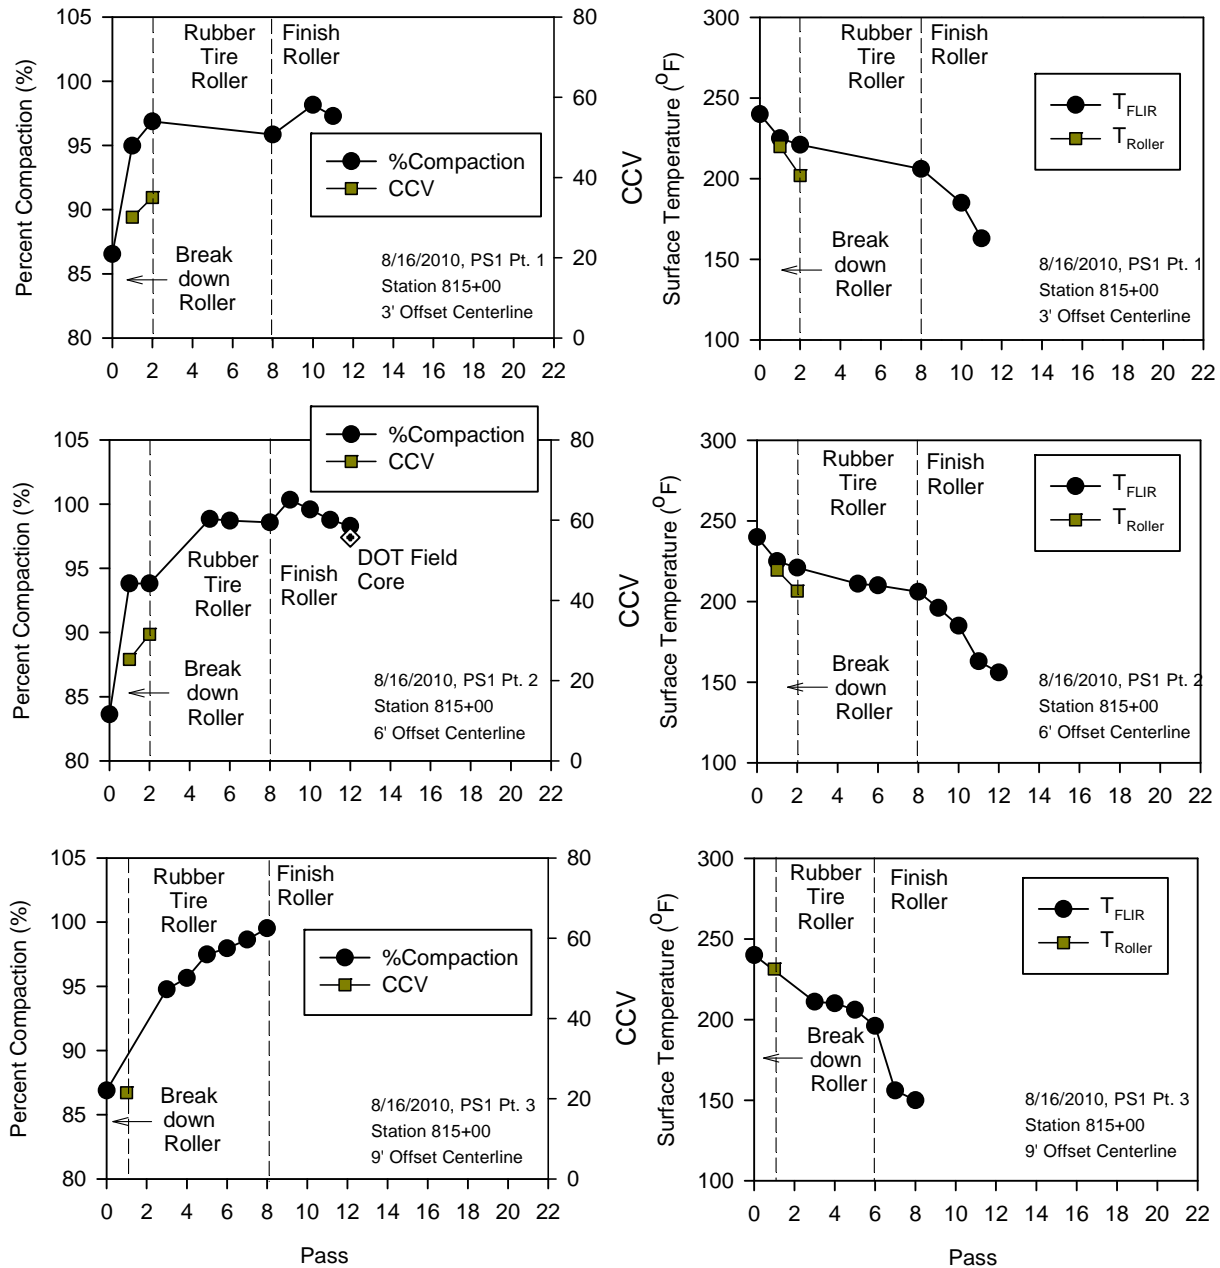 105
100
95
90
85
80
Percent Compaction (%)
80
60
40
20
0
CCV
0 2 4 6 8 10 12 14 16 18 20 22
Rubber
Tire
Roller
Finish
Roller
%Compaction
CCV
Break
down
Roller
8/16/2010, PS1 Pt. 1
Station 815+00
3' Offset Centerline
300
250
200
150
100
Surface Temperature (°F)
0 2 4 6 8 10 12 14 16 18 20 22
Rubber
Tire
Roller
Finish
Roller
T FLIR
T Roller
Break
down
Roller
8/16/2010, PS1 Pt. 1
Station 815+00
3' Offset Centerline
105
100
95
90
85
80
Percent Compaction (%)
80
60
40
20
0
CCV
0 2 4 6 8 10 12 14 16 18 20 22
%Compaction
CCV
Rubber
Tire
Roller
Finish
Roller
DOT Field
Core
Break
down
Roller
8/16/2010, PS1 Pt. 2
Station 815+00
6' Offset Centerline
300
250
200
150
100
Surface Temperature (°F)
0 2 4 6 8 10 12 14 16 18 20 22
Rubber
Tire
Roller
Finish
Roller
T FLIR
T Roller
Break
down
Roller
8/16/2010, PS1 Pt. 2
Station 815+00
6' Offset Centerline
105
100
95
90
85
80
Percent Compaction (%)
80
60
40
20
0
CCV
0 2 4 6 8 10 12 14 16 18 20 22
Pass
Rubber
Tire
Roller
Finish
Roller
%Compaction
CCV
Break
down
Roller
8/16/2010, PS1 Pt. 3
Station 815+00
9' Offset Centerline
300
250
200
150
100
Surface Temperature (°F)
0 2 4 6 8 10 12 14 16 18 20 22
Pass
Rubber
Tire
Roller
Finish
Roller
T FLIR
T Roller
Break
down
Roller
8/16/2010, PS1 Pt. 3
Station 815+00
9' Offset Centerline